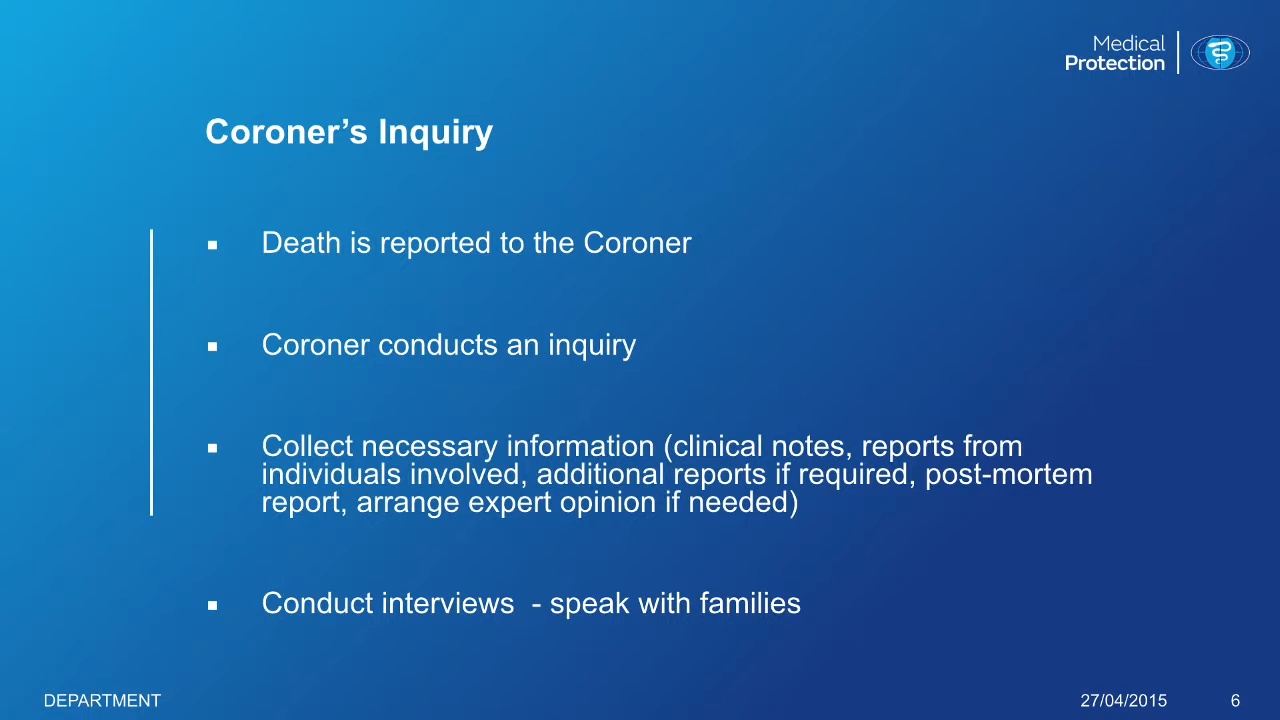 Medical
Protection
Coroner’s Inquiry
▪ Death is reported to the Coroner
▪ Coroner conducts an inquiry
▪ Collect necessary information (clinical notes, reports from
individuals involved, additional reports if required, post-mortem
report, arrange expert opinion if needed)
▪ Conduct interviews  - speak with families
DEPARTMENT
27/04/2015
6